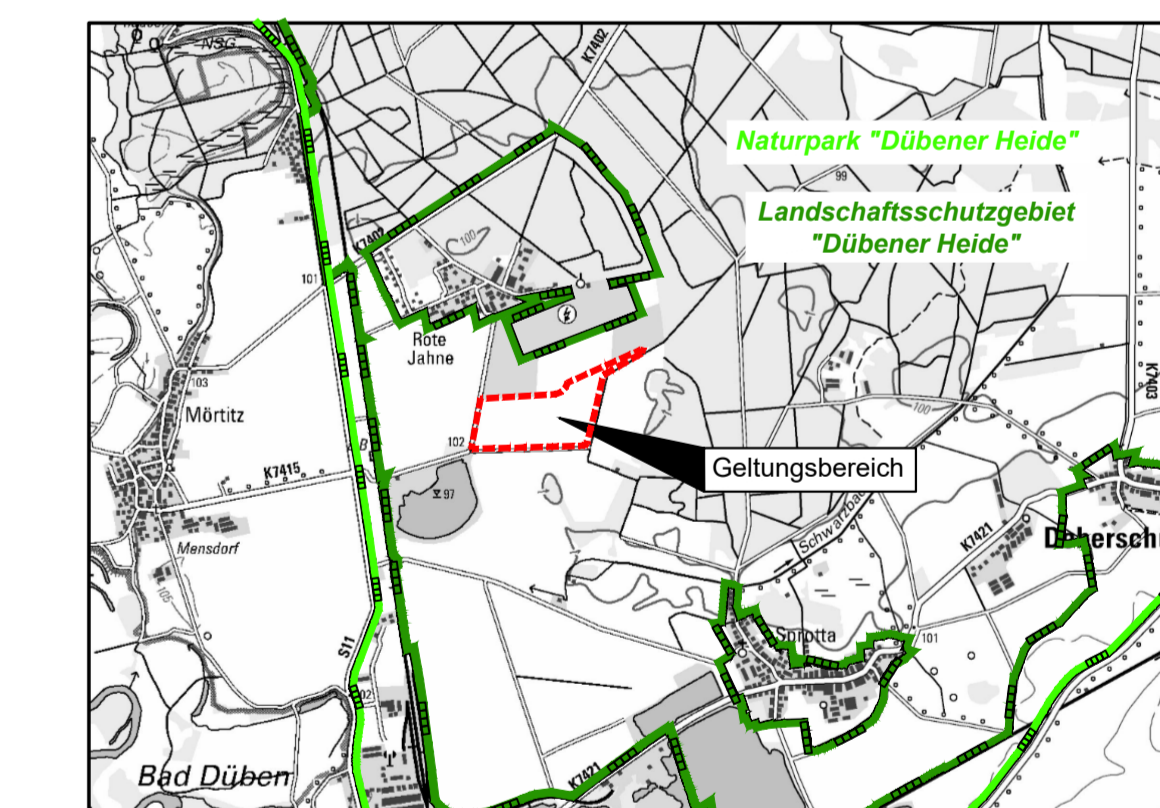 NSG
K7402
Naturpark "Dübener Heide"
99
Landschaftsschutzgebiet
"Dübener Heide"
K7402
100
101
Rote
Jahne
103
Mörtitz
K7403
100
102
B
Geltungsbereich
K7415
97
Schwarzbach
K7421
Mensdorf
105
Sprotta
101
S11
02
K7421
Bad Düben